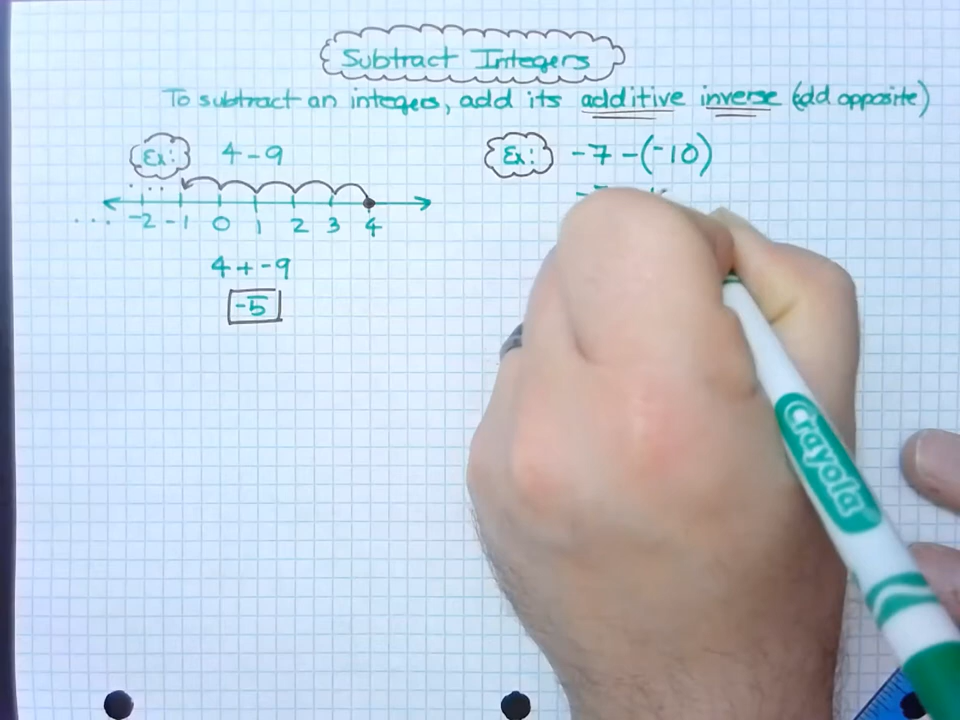 Subtract Integers
To subtract an integers, add its additive inverse (add opposite)
Ex: 4 - 9
... -2 -1 0 1 2 3 4
4 + -9
-5
Ex: -7 - (-10)
Crayola